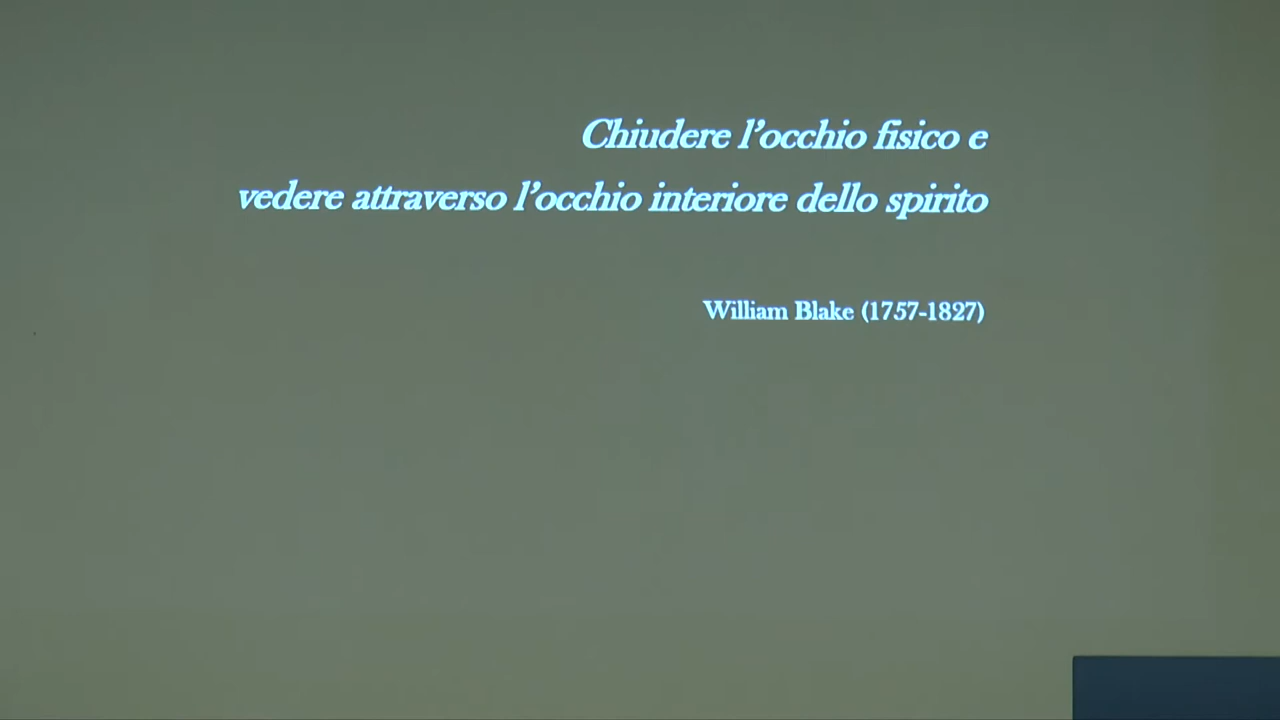 Chiudere l’occhio fisico e
vedere attraverso l’occhio interiore dello spirito
William Blake (1757-1827)